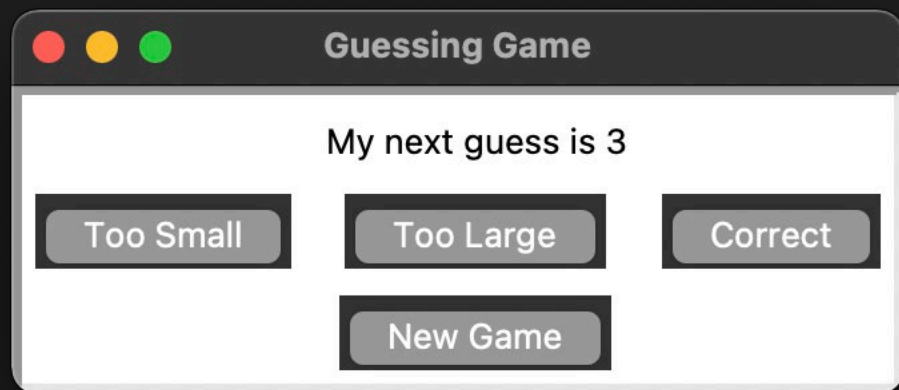 Guessing Game
My next guess is 3
Too Small Too Large Correct
New Game